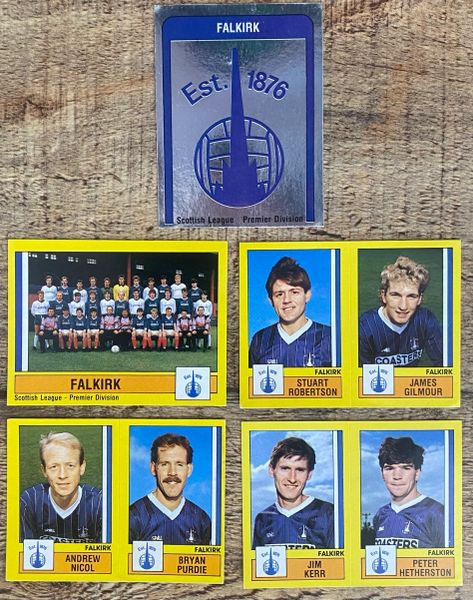 FALKIRK
Est. 1876
Scottish League Premier Division
FALKIRK
Scottish League - Premier Division
FALKIRK
STUART
ROBERTSON
COASTERS
FALKIRK
JAMES
GILMOUR
FALKIRK
ANDREW
NICOL
FALKIRK
BRYAN
PURDIE
FALKIRK
JIM
KERR
COASTERS
FALKIRK
PETER
HETHERSTON